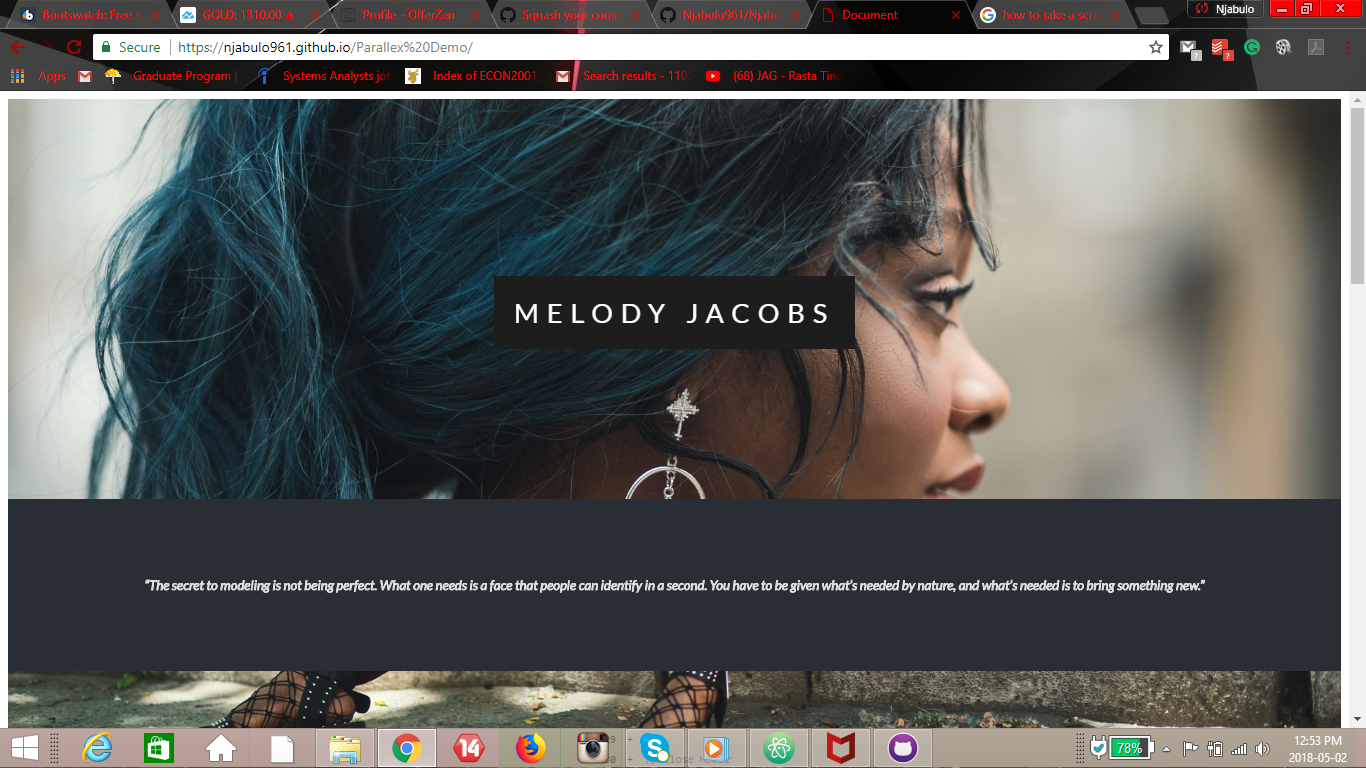 Bootswatch: Free
GOLD: 1310.00 ▲
Profile - OfferZen
Squash your comm
Njabulo961/Njabu
Document
how to take a scre
Njabulo
Secure https://njabulo961.github.io/Parallex%20Demo/
Apps
Graduate Program |
Systems Analysts job
Index of ECON2001
Search results - 1105
(68) JAG - Rasta Ting
MELODY JACOBS
“The secret to modeling is not being perfect. What one needs is a face that people can identify in a second. You have to be given what’s needed by nature, and what’s needed is to bring something new.”
14
78%
12:53 PM
2018-05-02